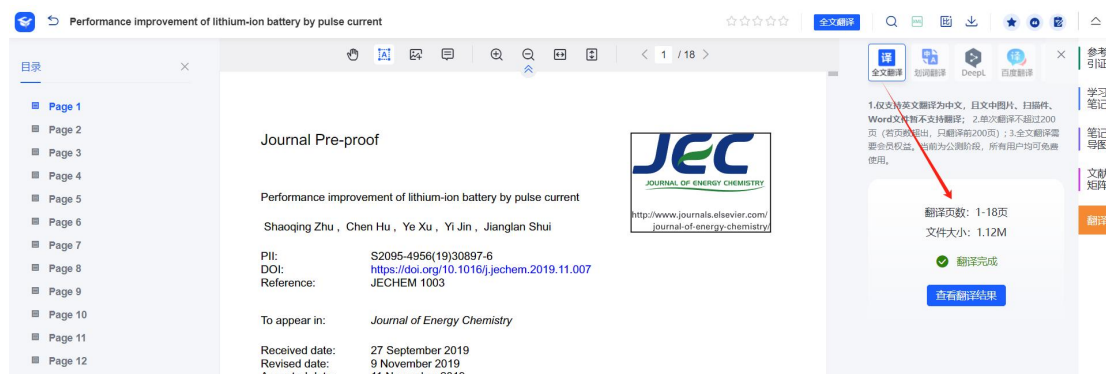 Performance improvement of lithium-ion battery by pulse current
全文翻译
目录
Page 1
Page 2
Page 3
Page 4
Page 5
Page 6
Page 7
Page 8
Page 9
Page 10
Page 11
Page 12
1 / 18
Journal Pre-proof
JEC
JOURNAL OF ENERGY CHEMISTRY
http://www.journals.elsevier.com/
journal-of-energy-chemistry/
Performance improvement of lithium-ion battery by pulse current
Shaoqing Zhu , Chen Hu , Ye Xu , Yi Jin , Jianglan Shui
PII: S2095-4956(19)30897-6
DOI: https://doi.org/10.1016/j.jechem.2019.11.007
Reference: JECHEM 1003
To appear in: Journal of Energy Chemistry
Received date: 27 September 2019
Revised date: 9 November 2019
译
全文翻译
划词翻译
DeepL
百度翻译
1.仅支持英文翻译为中文，且文中图片、扫描件、
Word文件暂不支持翻译； 2.单次翻译不超过200
页（若页数超出，只翻译前200页）; 3.全文翻译需
要会员权益。当前为公测阶段，所有用户均可免费
使用。
翻译页数：1-18页
文件大小：1.12M
翻译完成
查看翻译结果
参考
引证
学习
笔记
笔记
导图
文献
矩阵
翻译